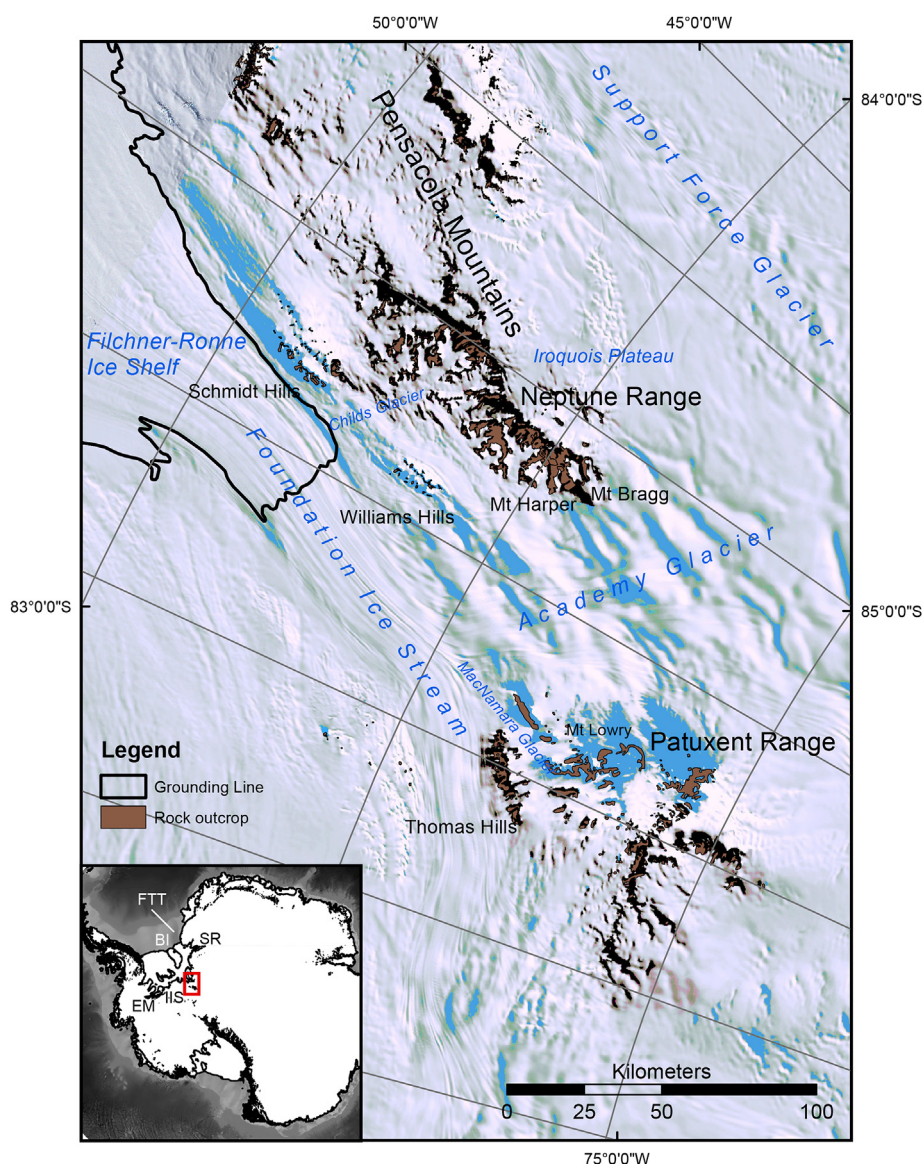 50°0'0"W
45°0'0"W
84°0'0"S
Support Force Glacier
Pensacola Mountains
Filchner-Ronne
Ice Shelf
Iroquois Plateau
Schmidt Hills
Childs Glacier
Neptune Range
Foundation Ice Stream
Mt Harper
Mt Bragg
Williams Hills
Academy Glacier
83°0'0"S
85°0'0"S
MacNamara Glacier
Mt Lowry
Patuxent Range
Legend
Grounding Line
Rock outcrop
Thomas Hills
FTT
BI
SR
IIS
EM
Kilometers
0
25
50
100
75°0'0"W